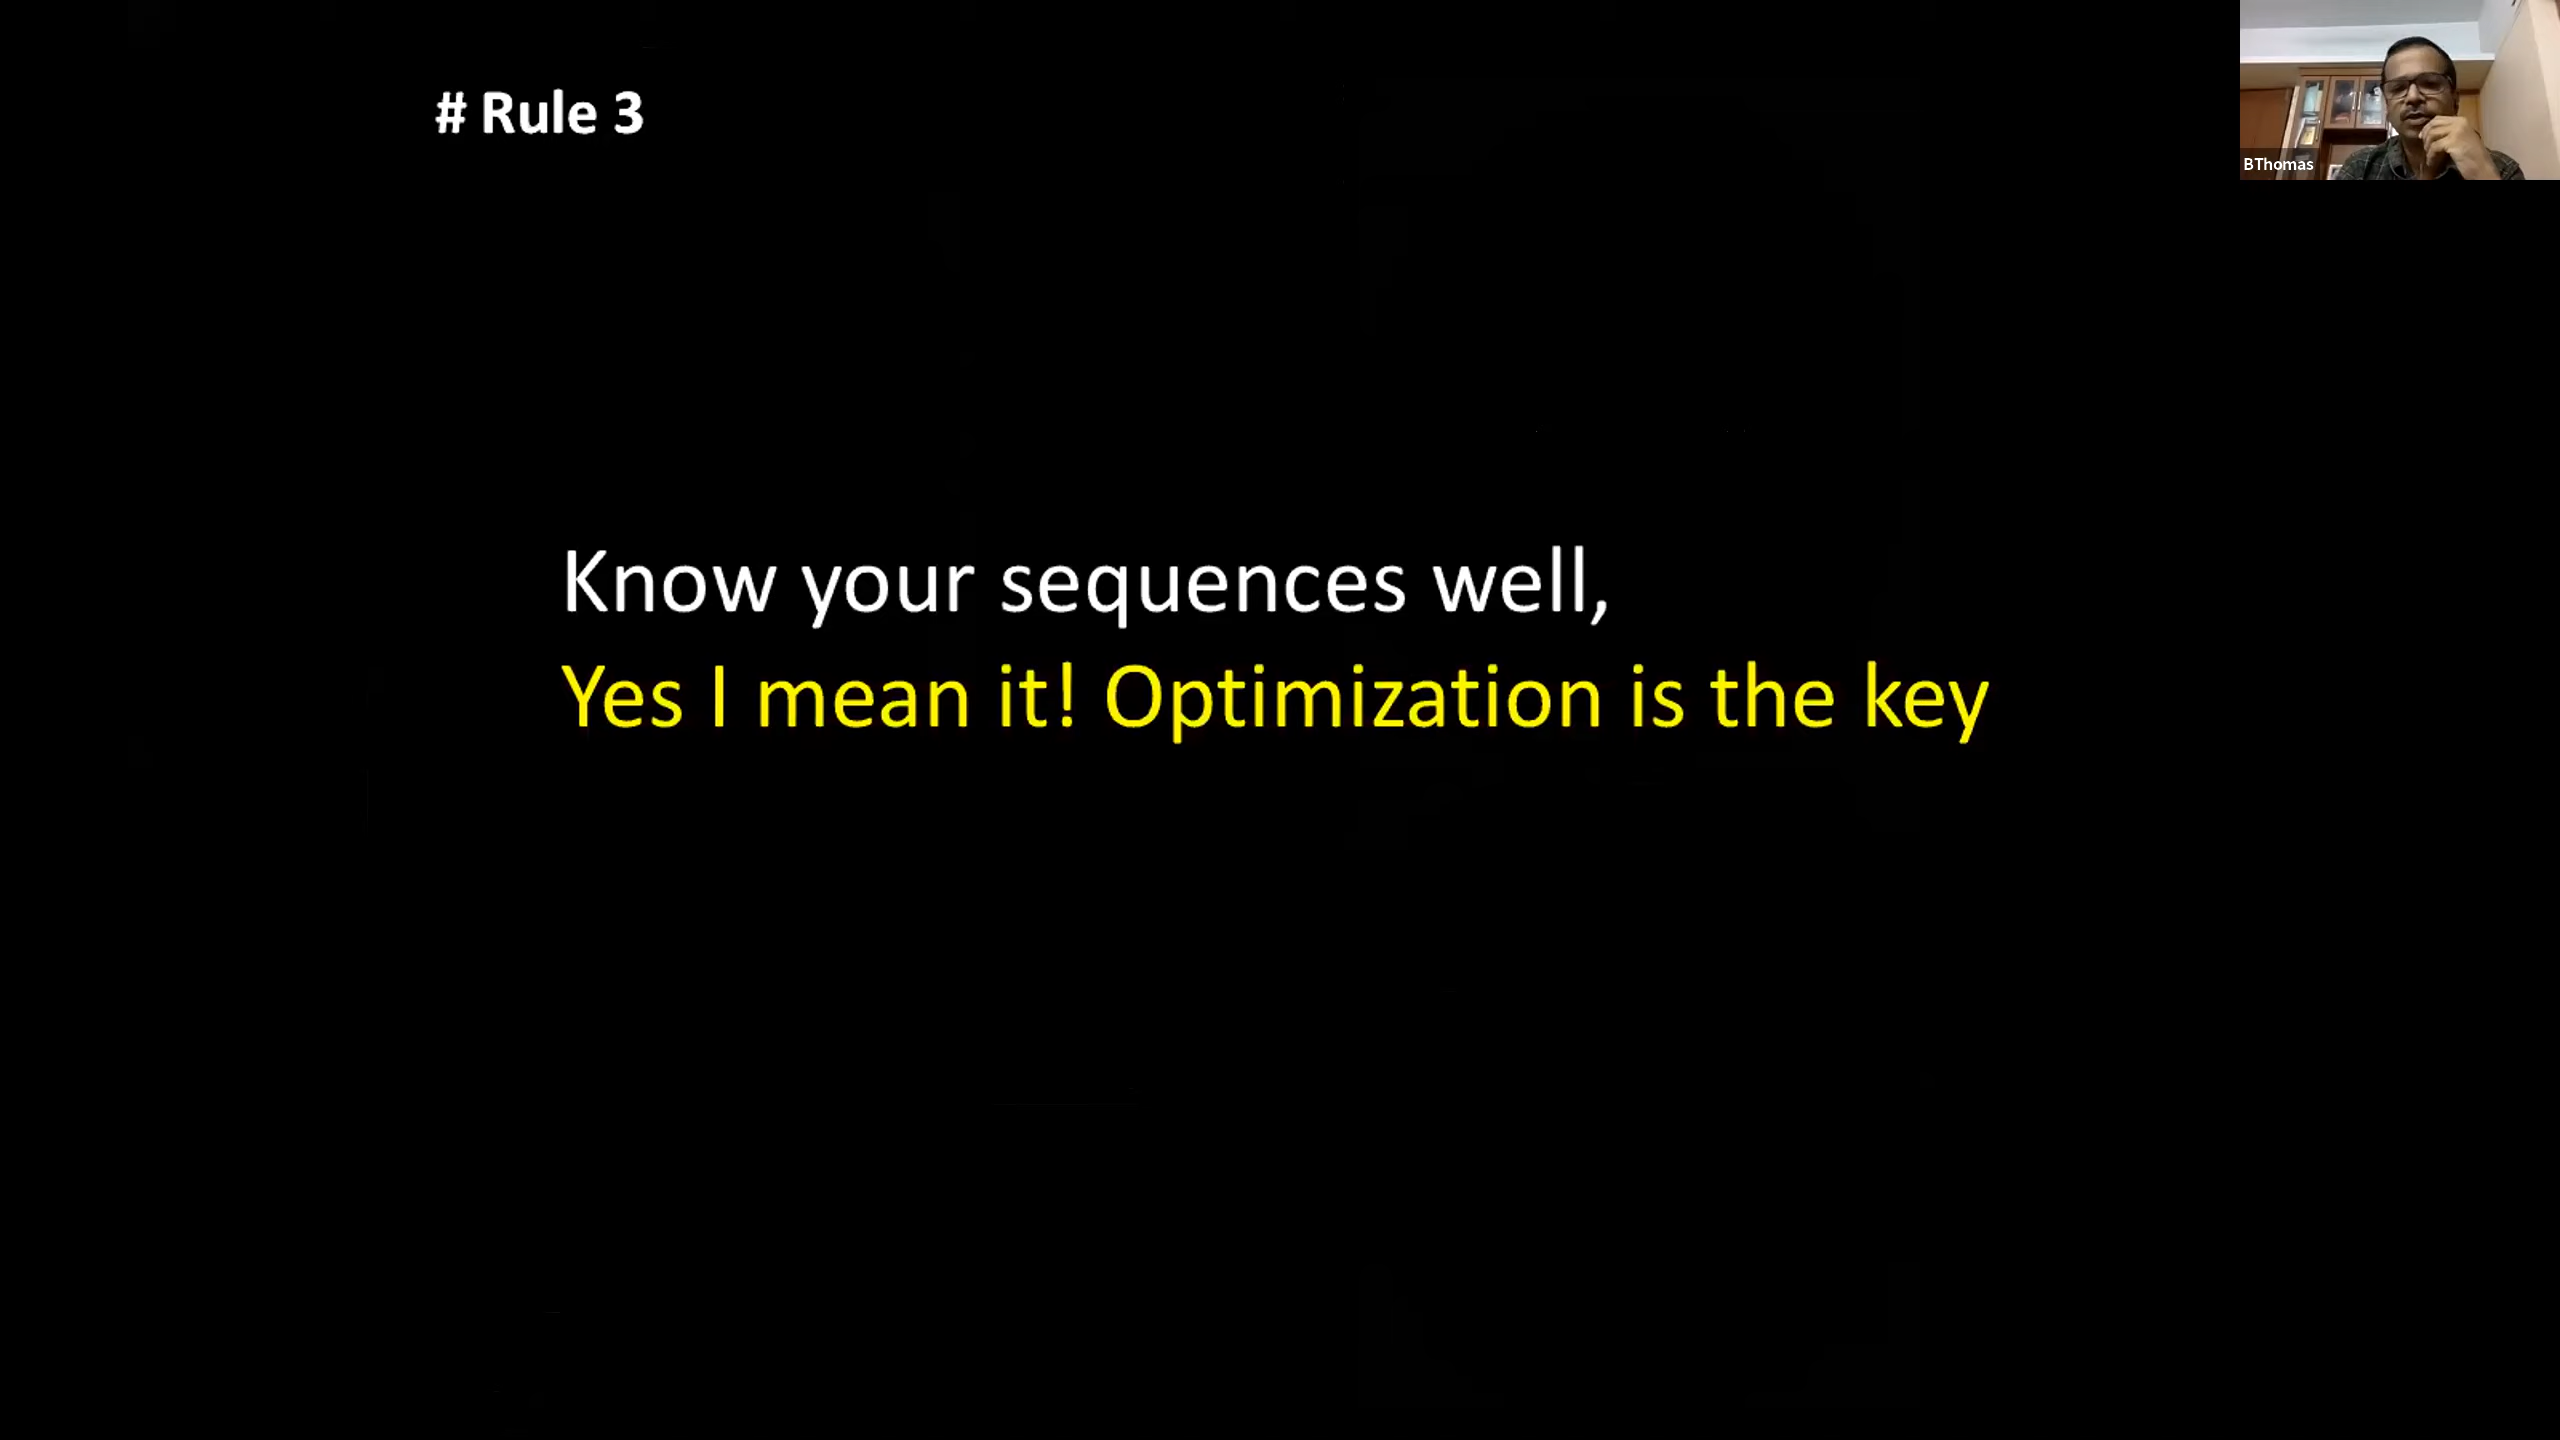 # Rule 3
BThomas
Know your sequences well,
Yes I mean it! Optimization is the key